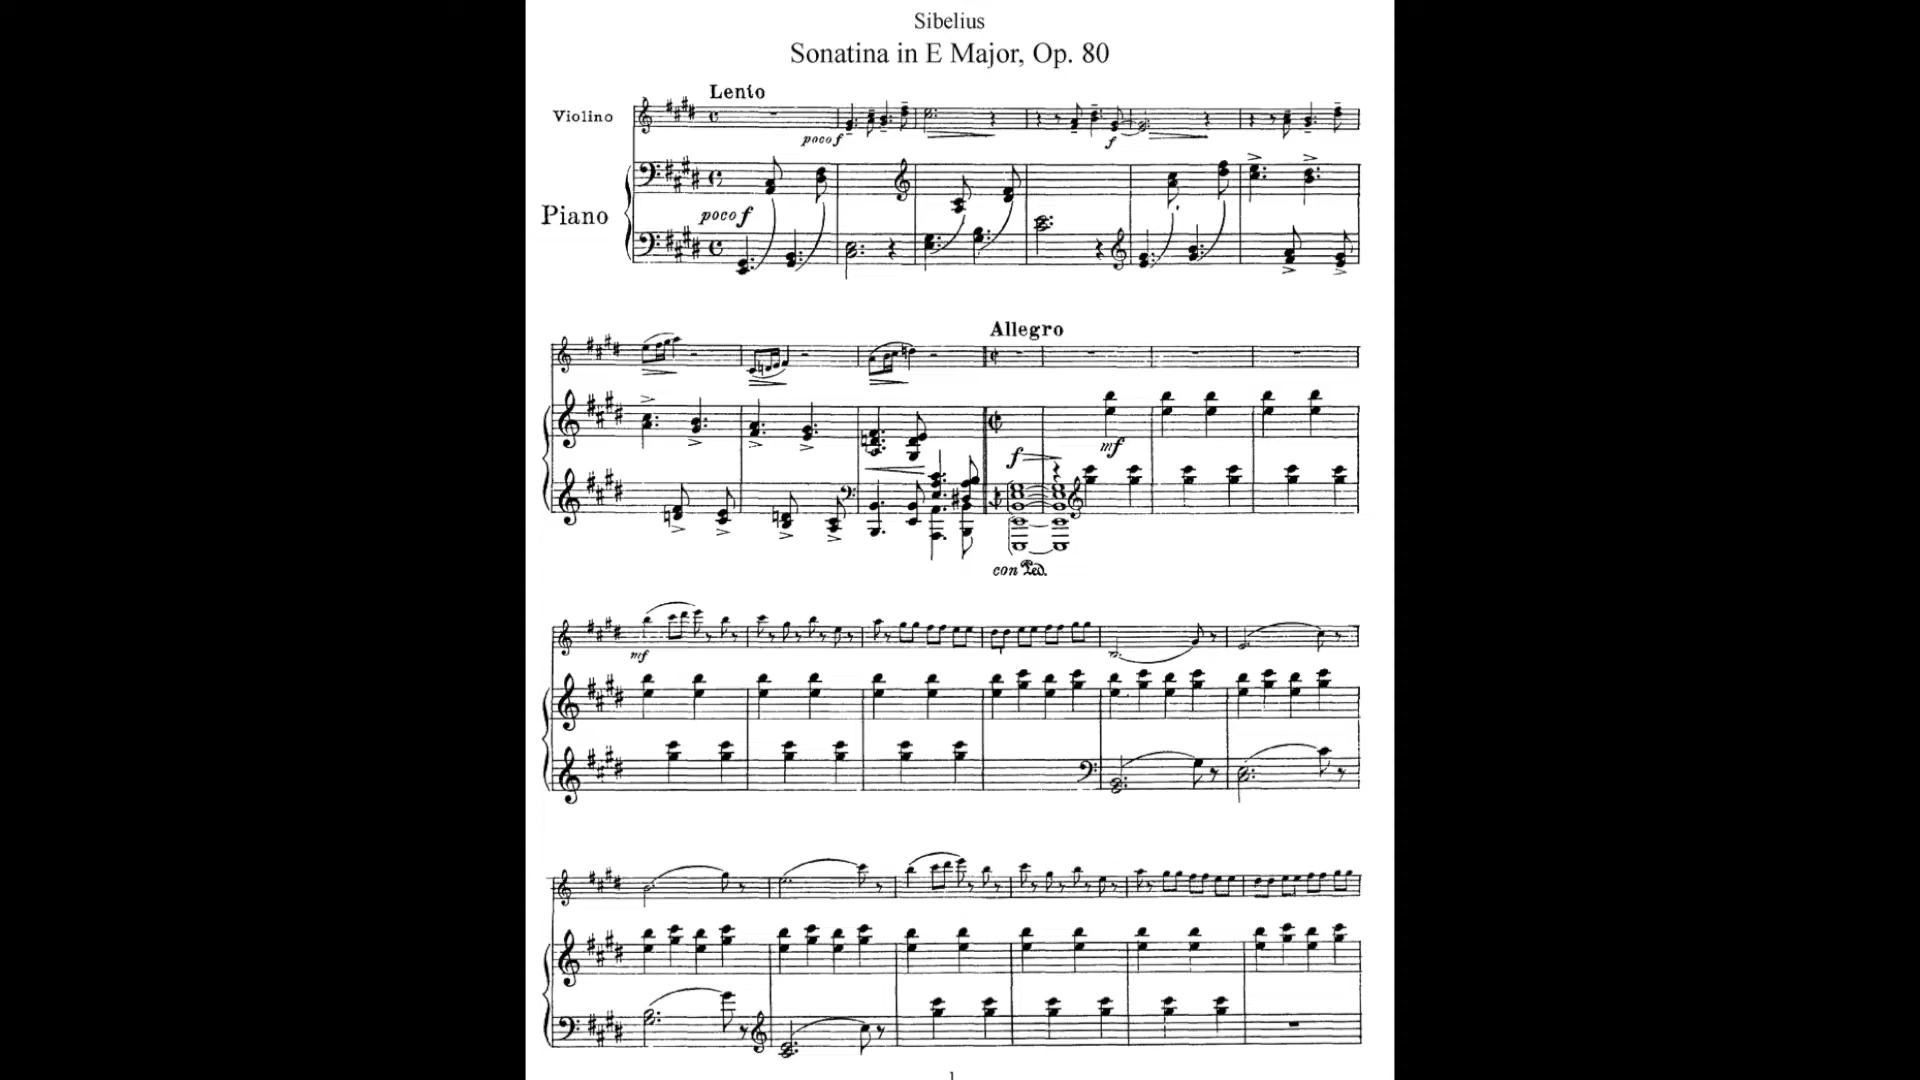 Sibelius
Sonatina in E Major, Op. 80
Lento
Violino
poco f
f
Piano
poco f
Allegro
f
mf
con Ped.
mf
1